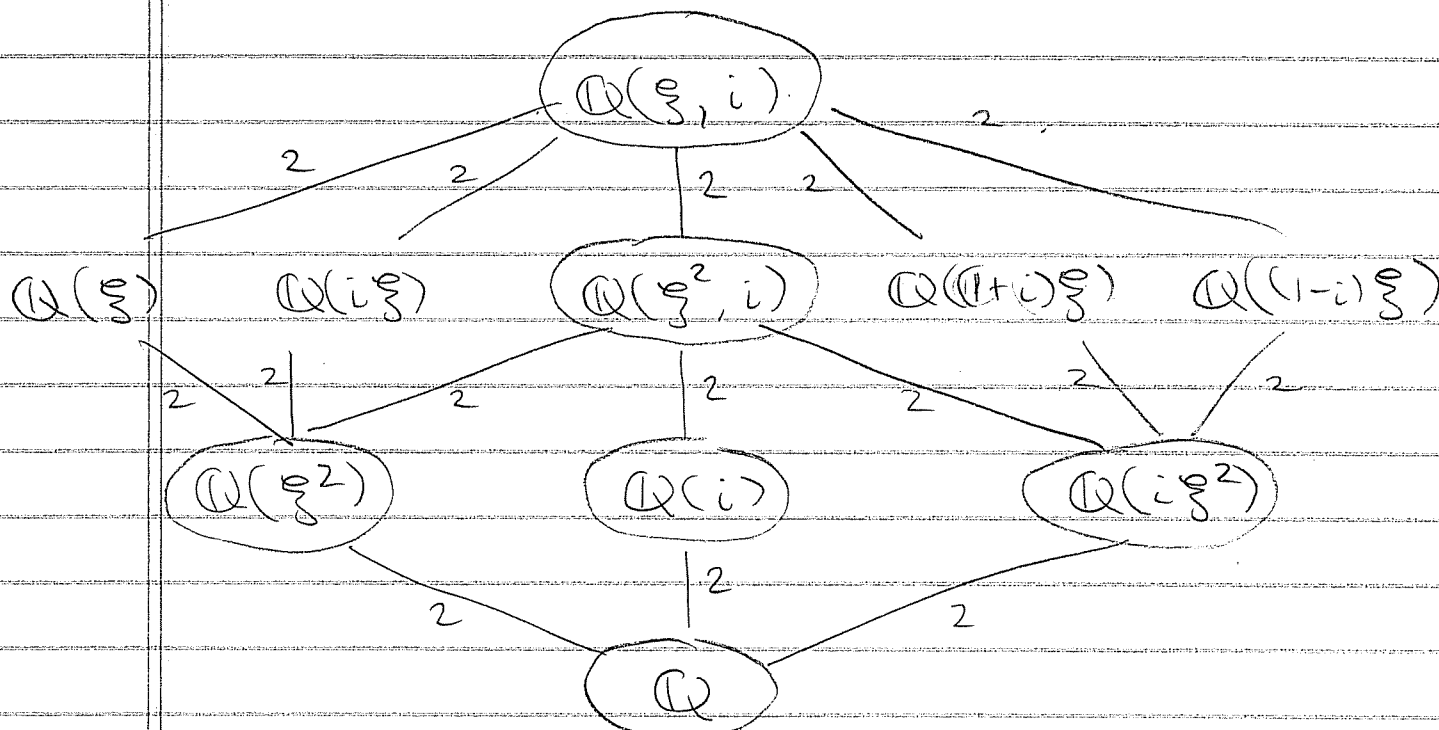 ℚ(ξ, i)
2 2 2 2 2
ℚ(ξ) ℚ(iξ) ℚ(ξ², i) ℚ((1+i)ξ) ℚ((1-i)ξ)
2 2 2 2 2 2 2
ℚ(ξ²) ℚ(i) ℚ(iξ²)
2 2 2
ℚ